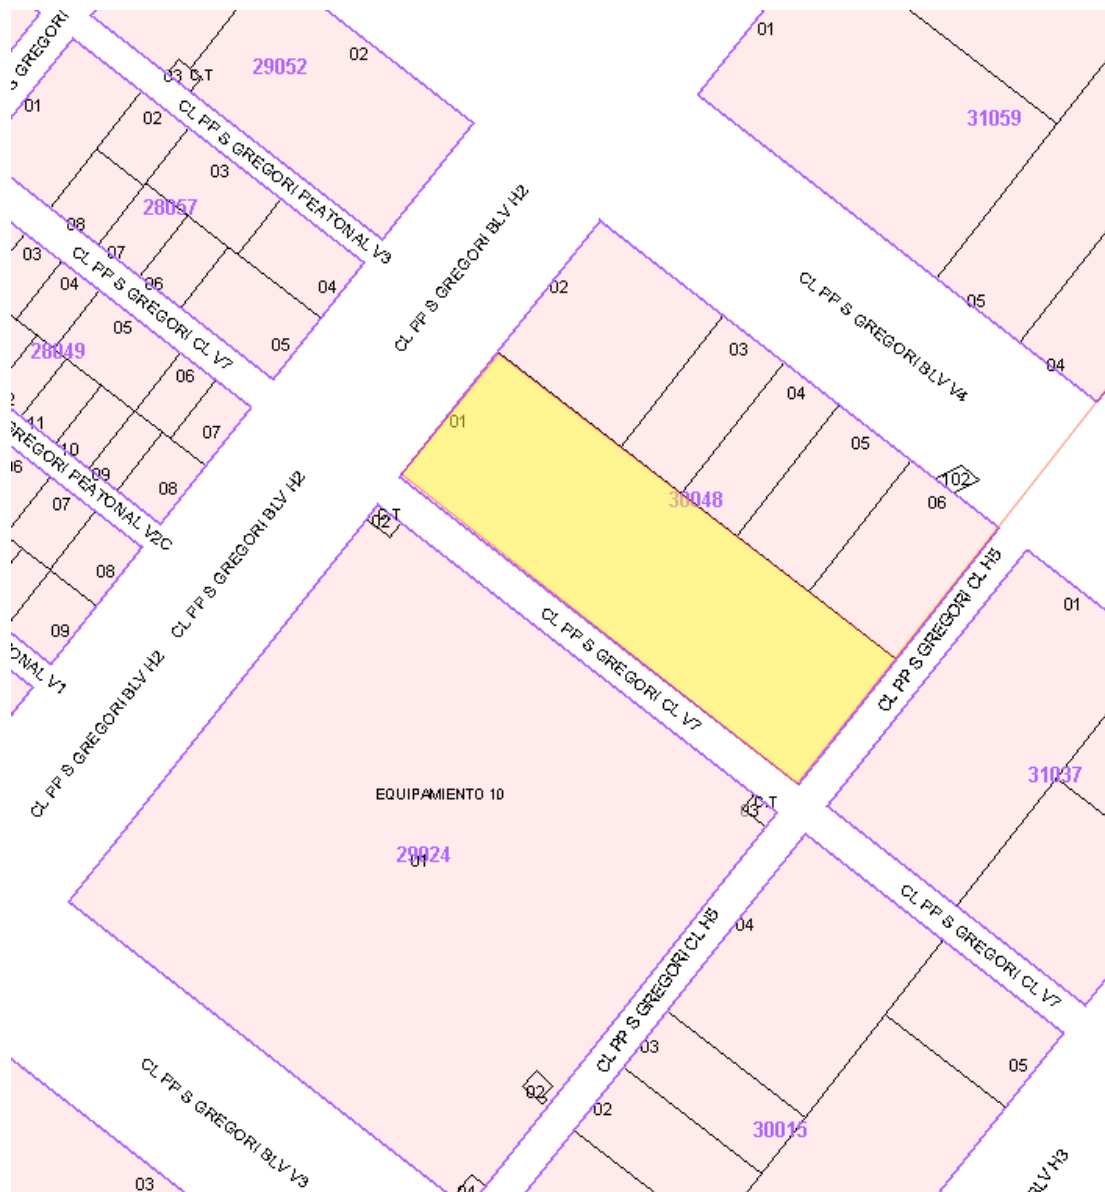 S GREGORI
01
02
29052
03
C.T
CL PP S GREGORI PEATONAL V3
01
02
03
28057
08
07
06
04
05
CL PP S GREGORI CL V7
03
04
05
28049
06
07
11
10
09
08
GREGORI PEATONAL V2C
06
07
08
09
ONAL V1
CL PP S GREGORI BLV H2
CL PP S GREGORI BLV H2
CL PP S GREGORI BLV H2
01
31059
05
04
CL PP S GREGORI BLV V4
02
03
04
05
06
102
01
30048
CL PP S GREGORI CL V7
CL PP S GREGORI CL H5
C.T
02
EQUIPAMIENTO 10
29024
01
C.T
03
02
04
01
31037
CL PP S GREGORI CL V7
CL PP S GREGORI CL H5
04
03
02
05
30015
CL PP S GREGORI BLV V3
03
BLV H3